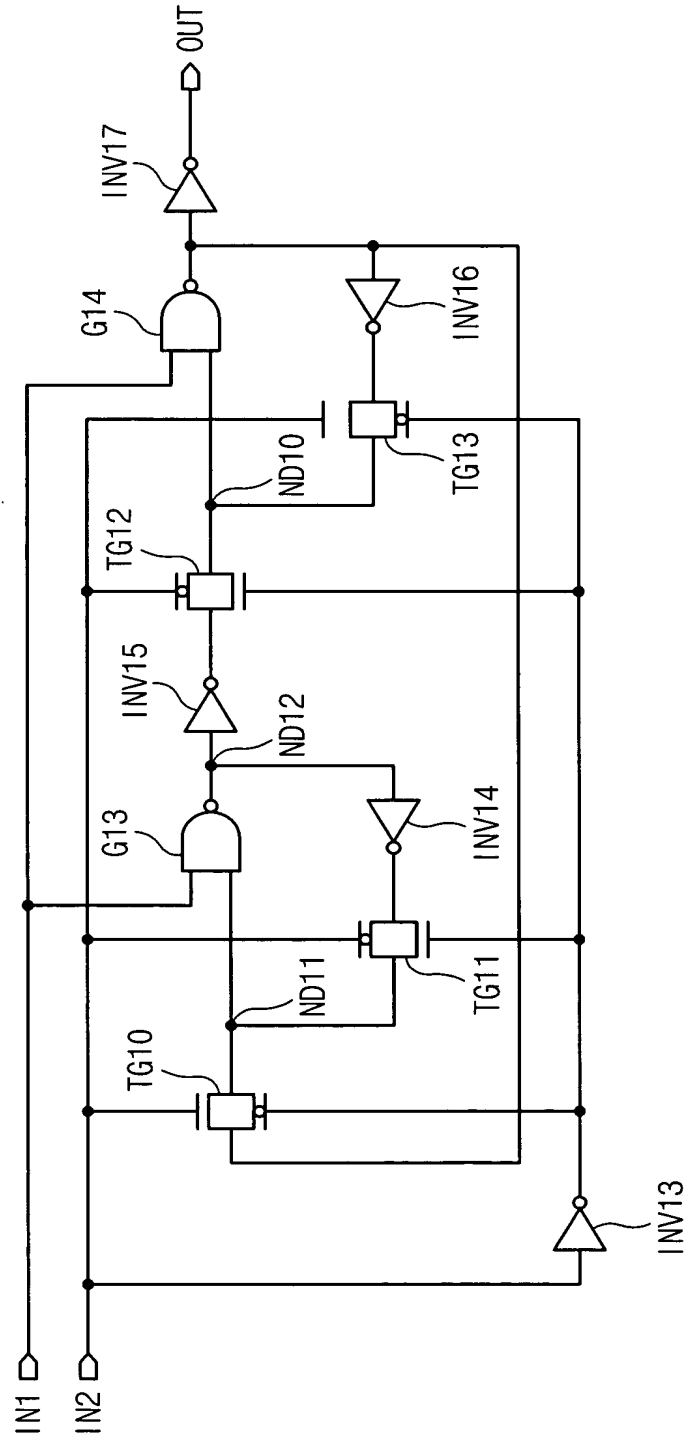 IN1
IN2
INV13
TG10
ND11
TG11
G13
INV14
ND12
INV15
TG12
ND10
TG13
G14
INV16
INV17
OUT